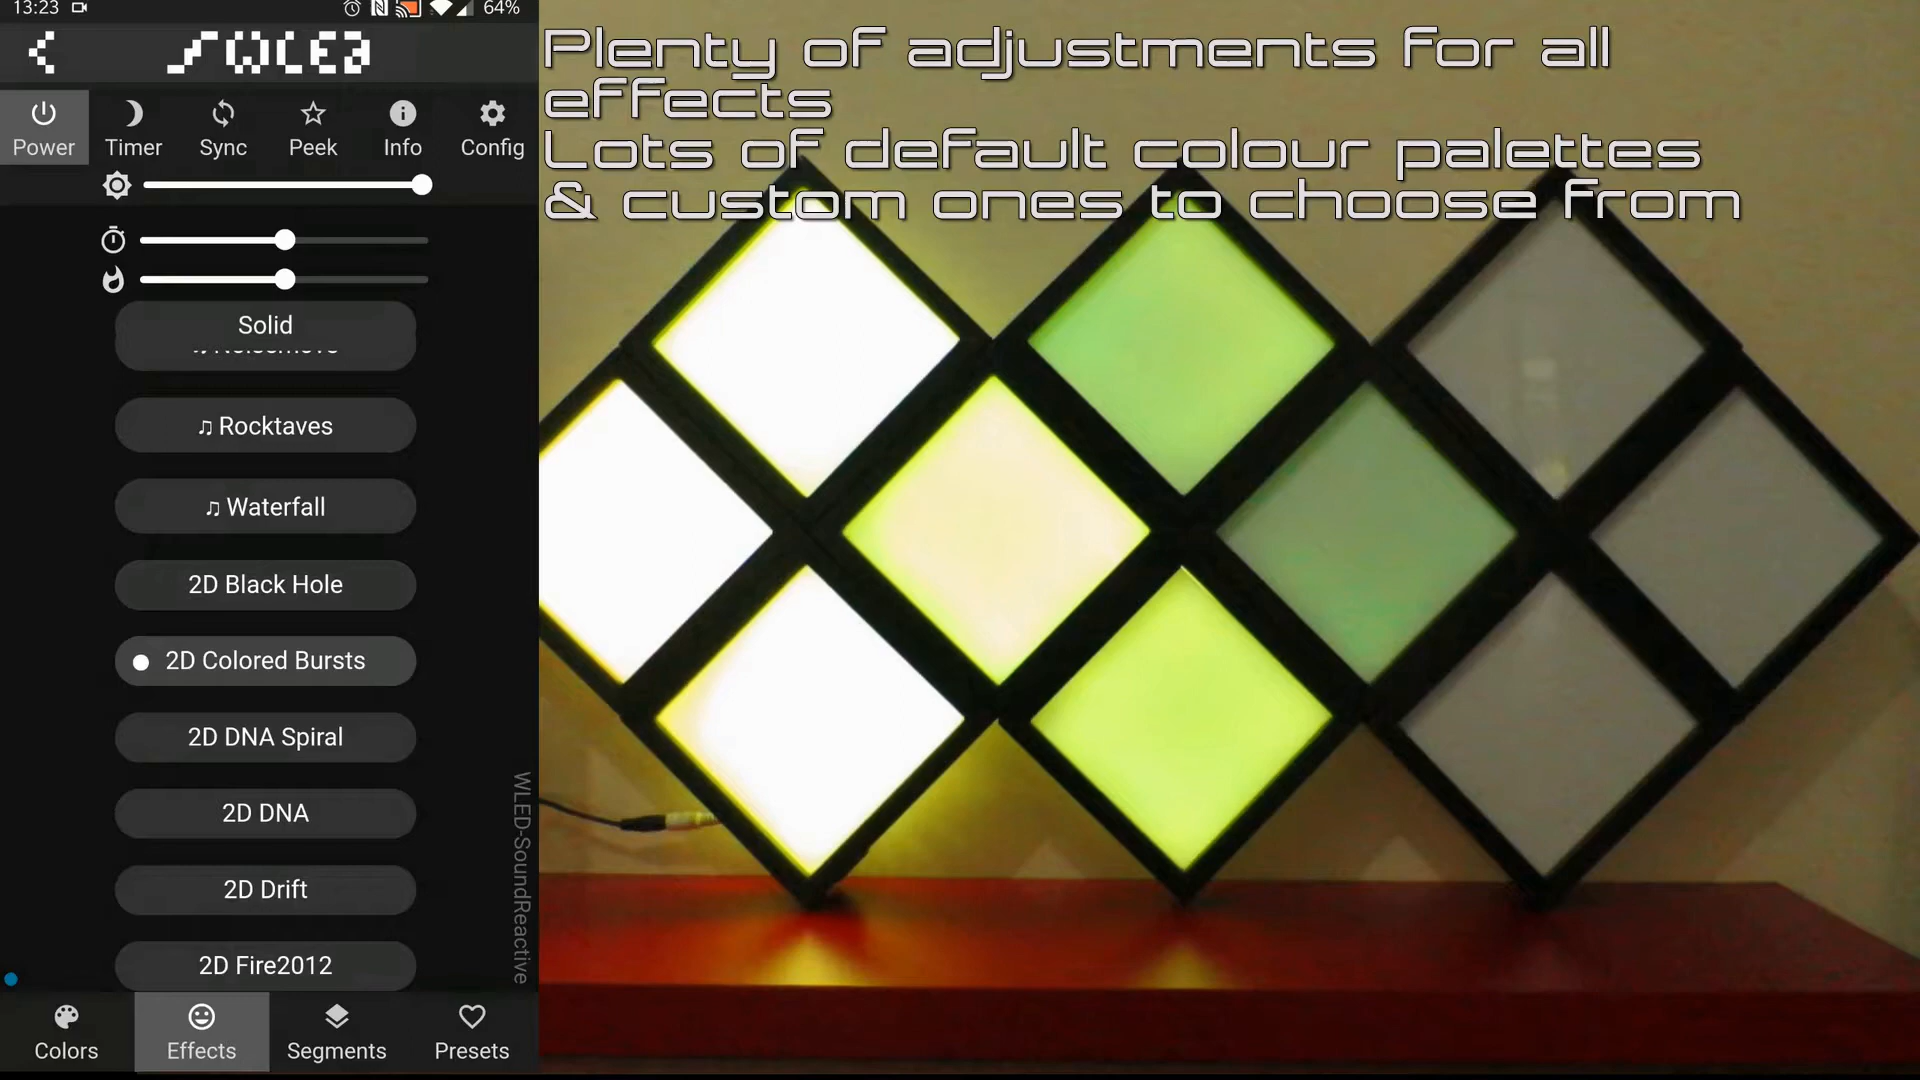 13:23
64%
Power
Timer
Sync
Peek
Info
Config
Solid
♫ Noisemove
♫ Rocktaves
♫ Waterfall
2D Black Hole
2D Colored Bursts
2D DNA Spiral
2D DNA
2D Drift
2D Fire2012
WLED-SoundReactive
Colors
Effects
Segments
Presets
Plenty of adjustments for all
effects
Lots of default colour palettes
& custom ones to choose from